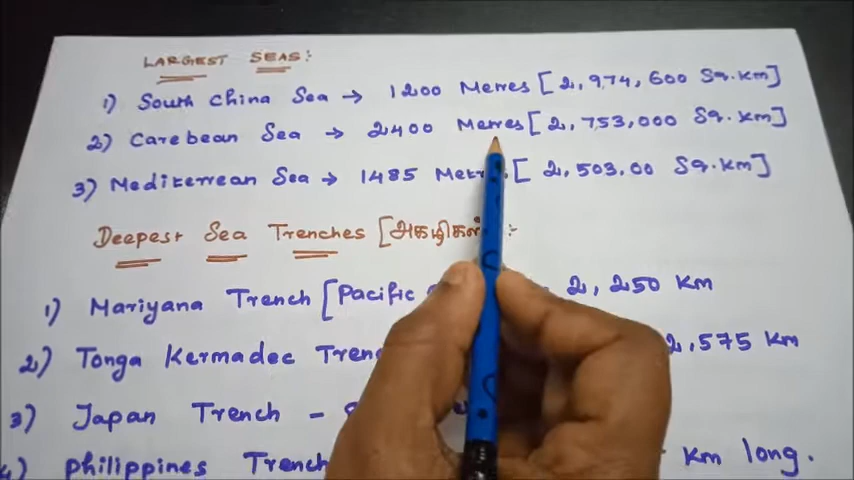 LARGEST SEAS:
1) South China Sea → 1200 Metres [2,974,600 Sq.km]
2) Carebean Sea → 2400 Metres [2,753,000 Sq.km]
3) Mediterrean Sea → 1485 [2,503.00 Sq.km]
Deepest Sea Trenches [அகழிகள்
1) Mariyana Trench [Pacific 2,250 km
2) Tonga Kermadec 2,575 km
3) Japan Trench -
4) Philippines Trench km long.